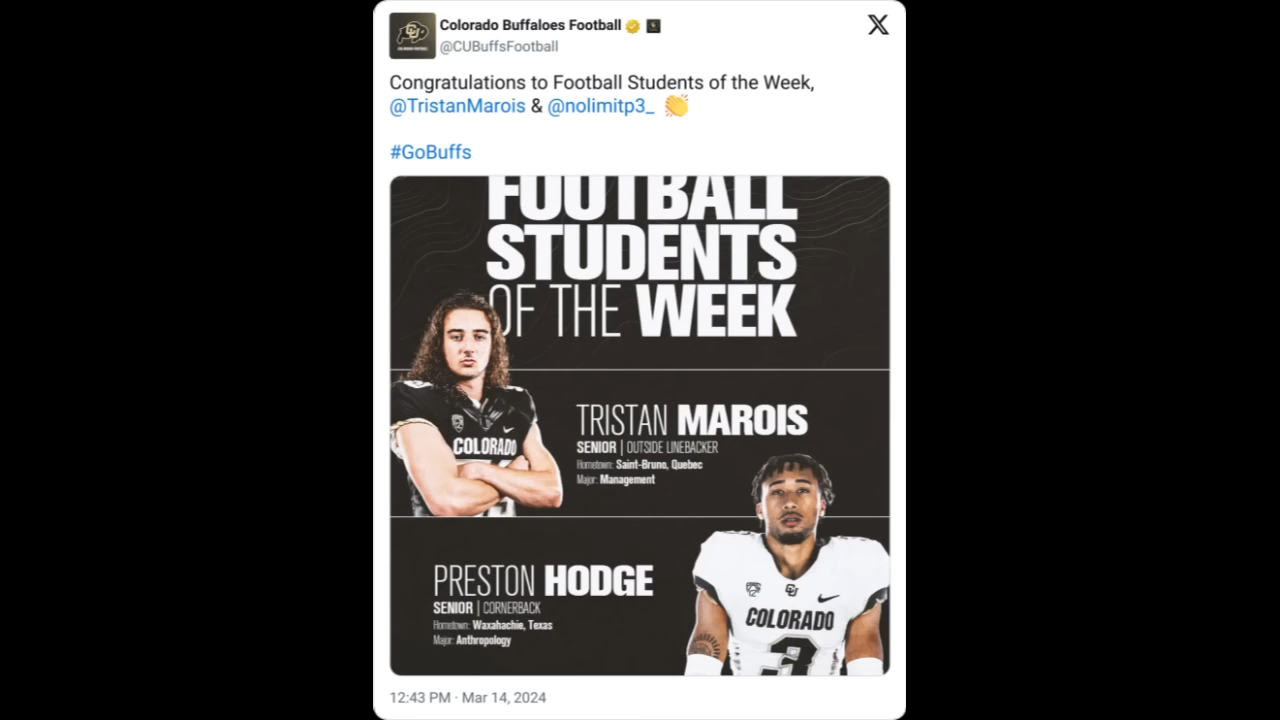 Colorado Buffaloes Football
@CUBuffsFootball
Congratulations to Football Students of the Week,
@TristanMarois & @nolimitp3_ 👏
#GoBuffs
FOOTBALL
STUDENTS
OF THE WEEK
TRISTAN MAROIS
SENIOR | OUTSIDE LINEBACKER
Hometown: Saint-Bruno, Quebec
Major: Management
COLORADO
PRESTON HODGE
SENIOR | CORNERBACK
Hometown: Waxahachie, Texas
Major: Anthropology
CU
COLORADO
3
12:43 PM · Mar 14, 2024